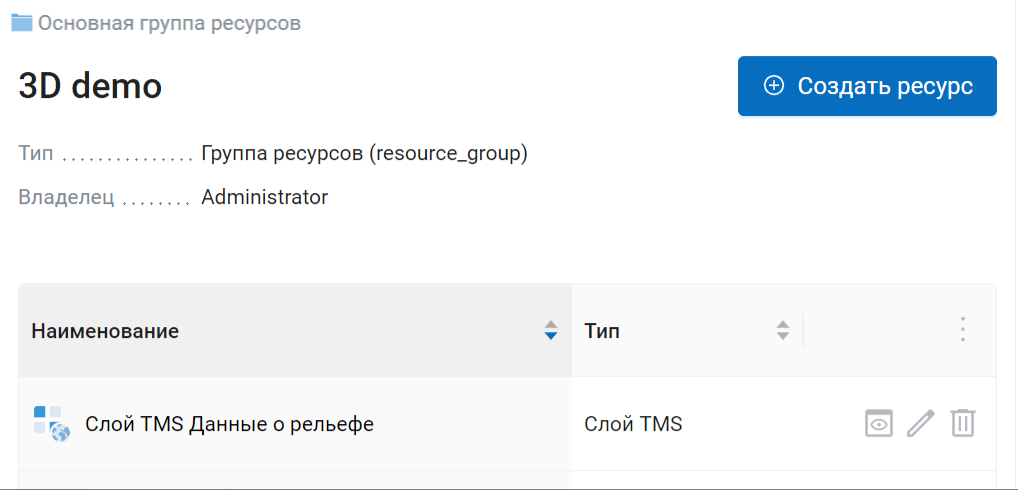 Основная группа ресурсов
3D demo
Создать ресурс
Тип .............. Группа ресурсов (resource_group)
Владелец ........ Administrator
Наименование Тип
Слой TMS Данные о рельефе Слой TMS